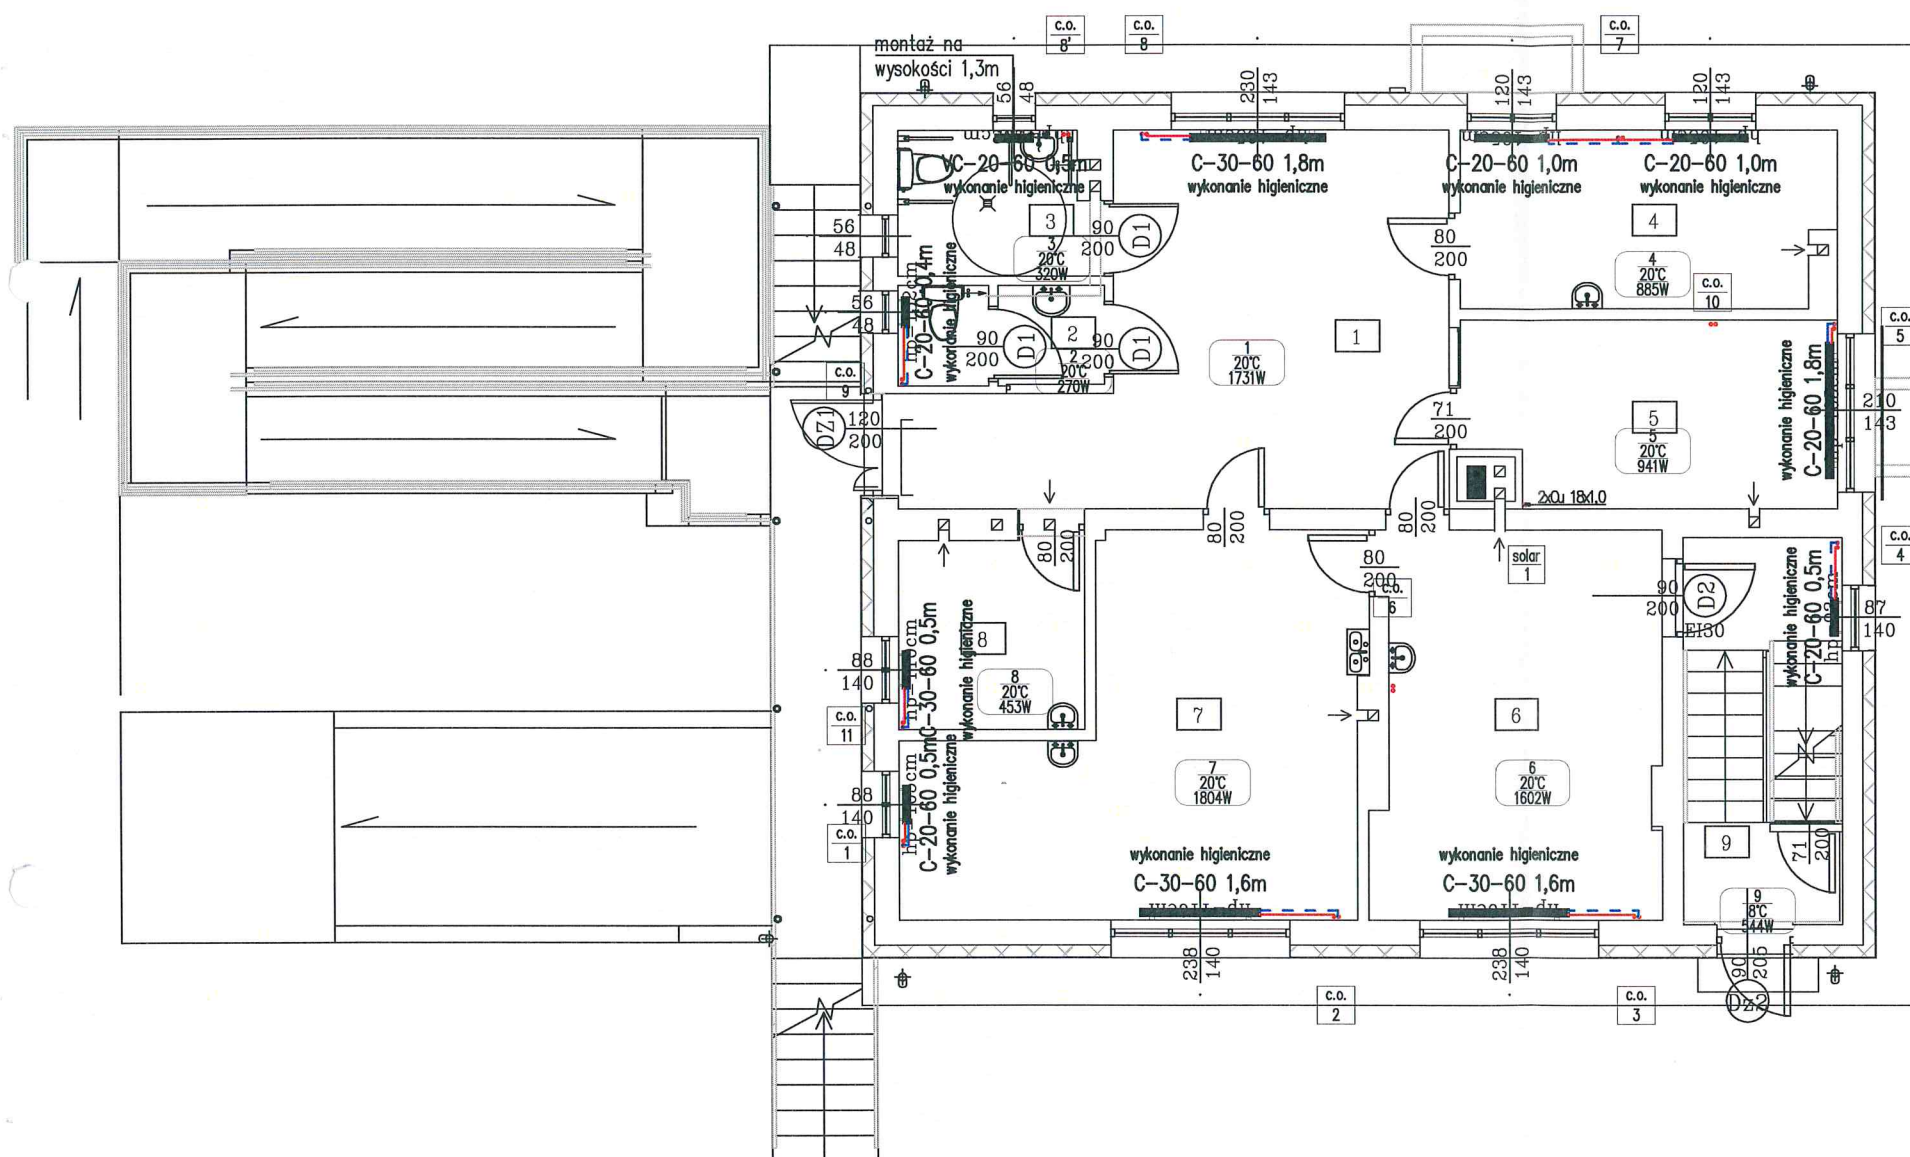 c.o.
8'
c.o.
8
c.o.
7
montaż na
wysokości 1,3m
56
48
230
143
120
143
120
143
VC-20-60 0,5m
wykonanie higieniczne
C-30-60 1,8m
wykonanie higieniczne
C-20-60 1,0m
wykonanie higieniczne
C-20-60 1,0m
wykonanie higieniczne
3
3
20°C
320W
90
200
D1
56
48
80
200
4
4
20°C
885W
c.o.
10
56
48
C-20-60 0,4m
wykonanie higieniczne
90
200
D1
2
2
20°C
270W
90
200
D1
1
1
20°C
1731W
c.o.
5
c.o.
9
DZ1
120
200
71
200
5
5
20°C
941W
wykonanie higieniczne
C-20-60 1,8m
210
143
2xCu 18x1,0
80
200
80
200
80
200
80
200
c.o.
6
solar
1
c.o.
4
90
200
D2
EI30
wykonanie higieniczne
C-20-60 0,5m
87
140
88
140
C-30-60 0,5m
wykonanie higieniczne
8
8
20°C
453W
c.o.
11
7
7
20°C
1804W
6
6
20°C
1602W
88
140
C-20-60 0,5m
wykonanie higieniczne
c.o.
1
9
71
200
wykonanie higieniczne
C-30-60 1,6m
wykonanie higieniczne
C-30-60 1,6m
9
8°C
544W
238
140
238
140
90
205
Dz2
c.o.
2
c.o.
3